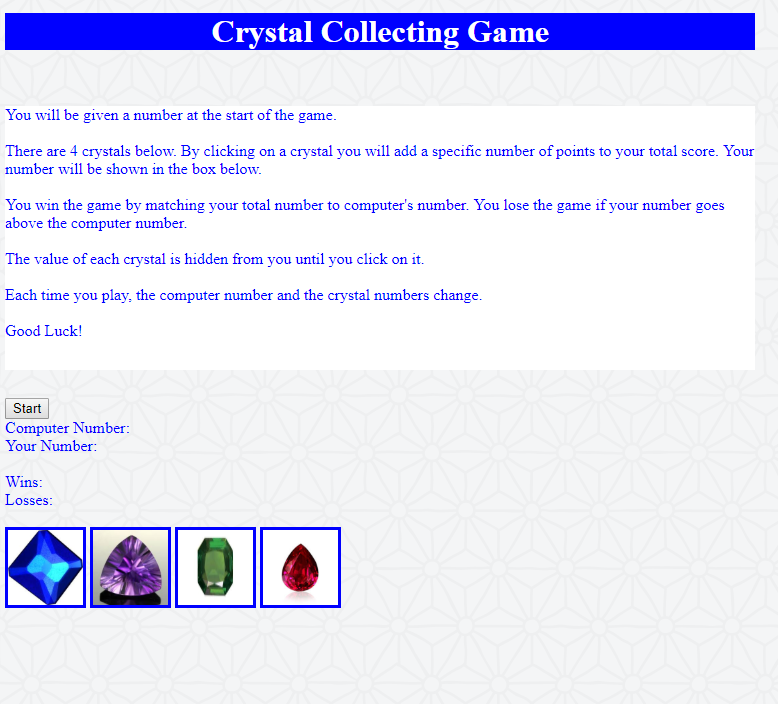 Crystal Collecting Game
You will be given a number at the start of the game.
There are 4 crystals below. By clicking on a crystal you will add a specific number of points to your total score. Your
number will be shown in the box below.
You win the game by matching your total number to computer's number. You lose the game if your number goes
above the computer number.
The value of each crystal is hidden from you until you click on it.
Each time you play, the computer number and the crystal numbers change.
Good Luck!
Start
Computer Number:
Your Number:
Wins:
Losses: